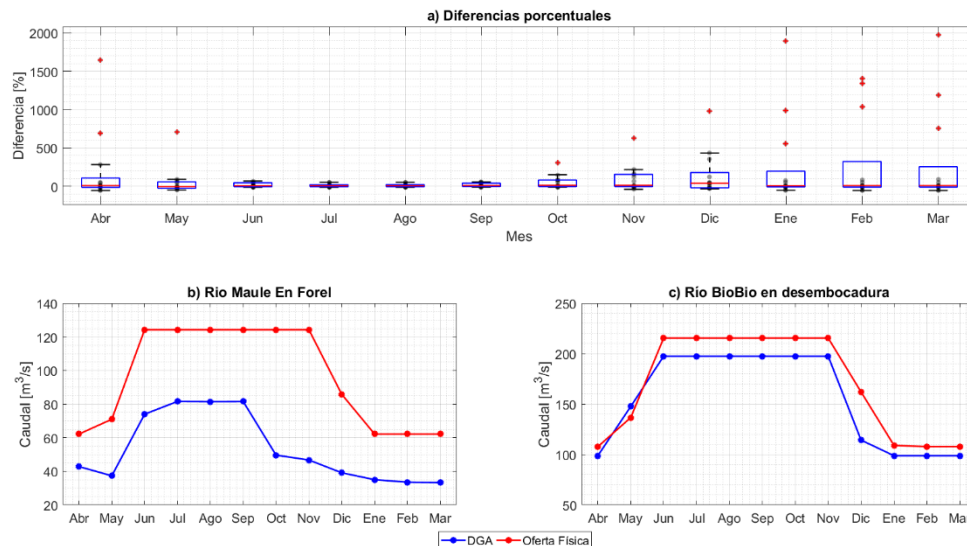 a) Diferencias porcentuales
Diferencia [%]
2000
1500
1000
500
0
Abr May Jun Jul Ago Sep Oct Nov Dic Ene Feb Mar
Mes
b) Rio Maule En Forel
Caudal [m³/s]
140
120
100
80
60
40
20
Abr May Jun Jul Ago Sep Oct Nov Dic Ene Feb Mar
c) Rio BioBio en desembocadura
Caudal [m³/s]
250
200
150
100
50
Abr May Jun Jul Ago Sep Oct Nov Dic Ene Feb Mar
DGA Oferta Física